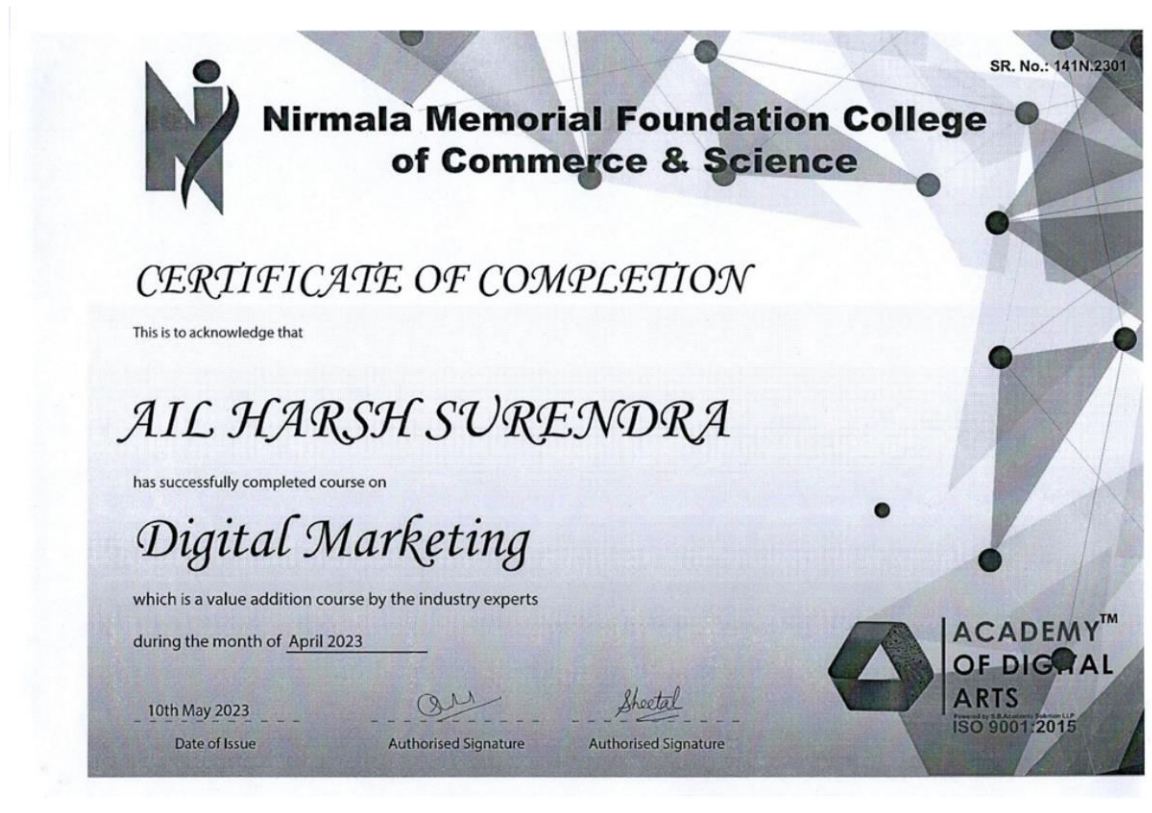 SR. No.: 141N.2301
Nirmala Memorial Foundation College
of Commerce & Science
CERTIFICATE OF COMPLETION
This is to acknowledge that
AIL HARSH SURENDRA
has successfully completed course on
Digital Marketing
which is a value addition course by the industry experts
during the month of April 2023
ACADEMY™
OF DIGITAL
ARTS
ISO 9001:2015
10th May 2023
Sheetal
Date of Issue
Authorised Signature
Authorised Signature